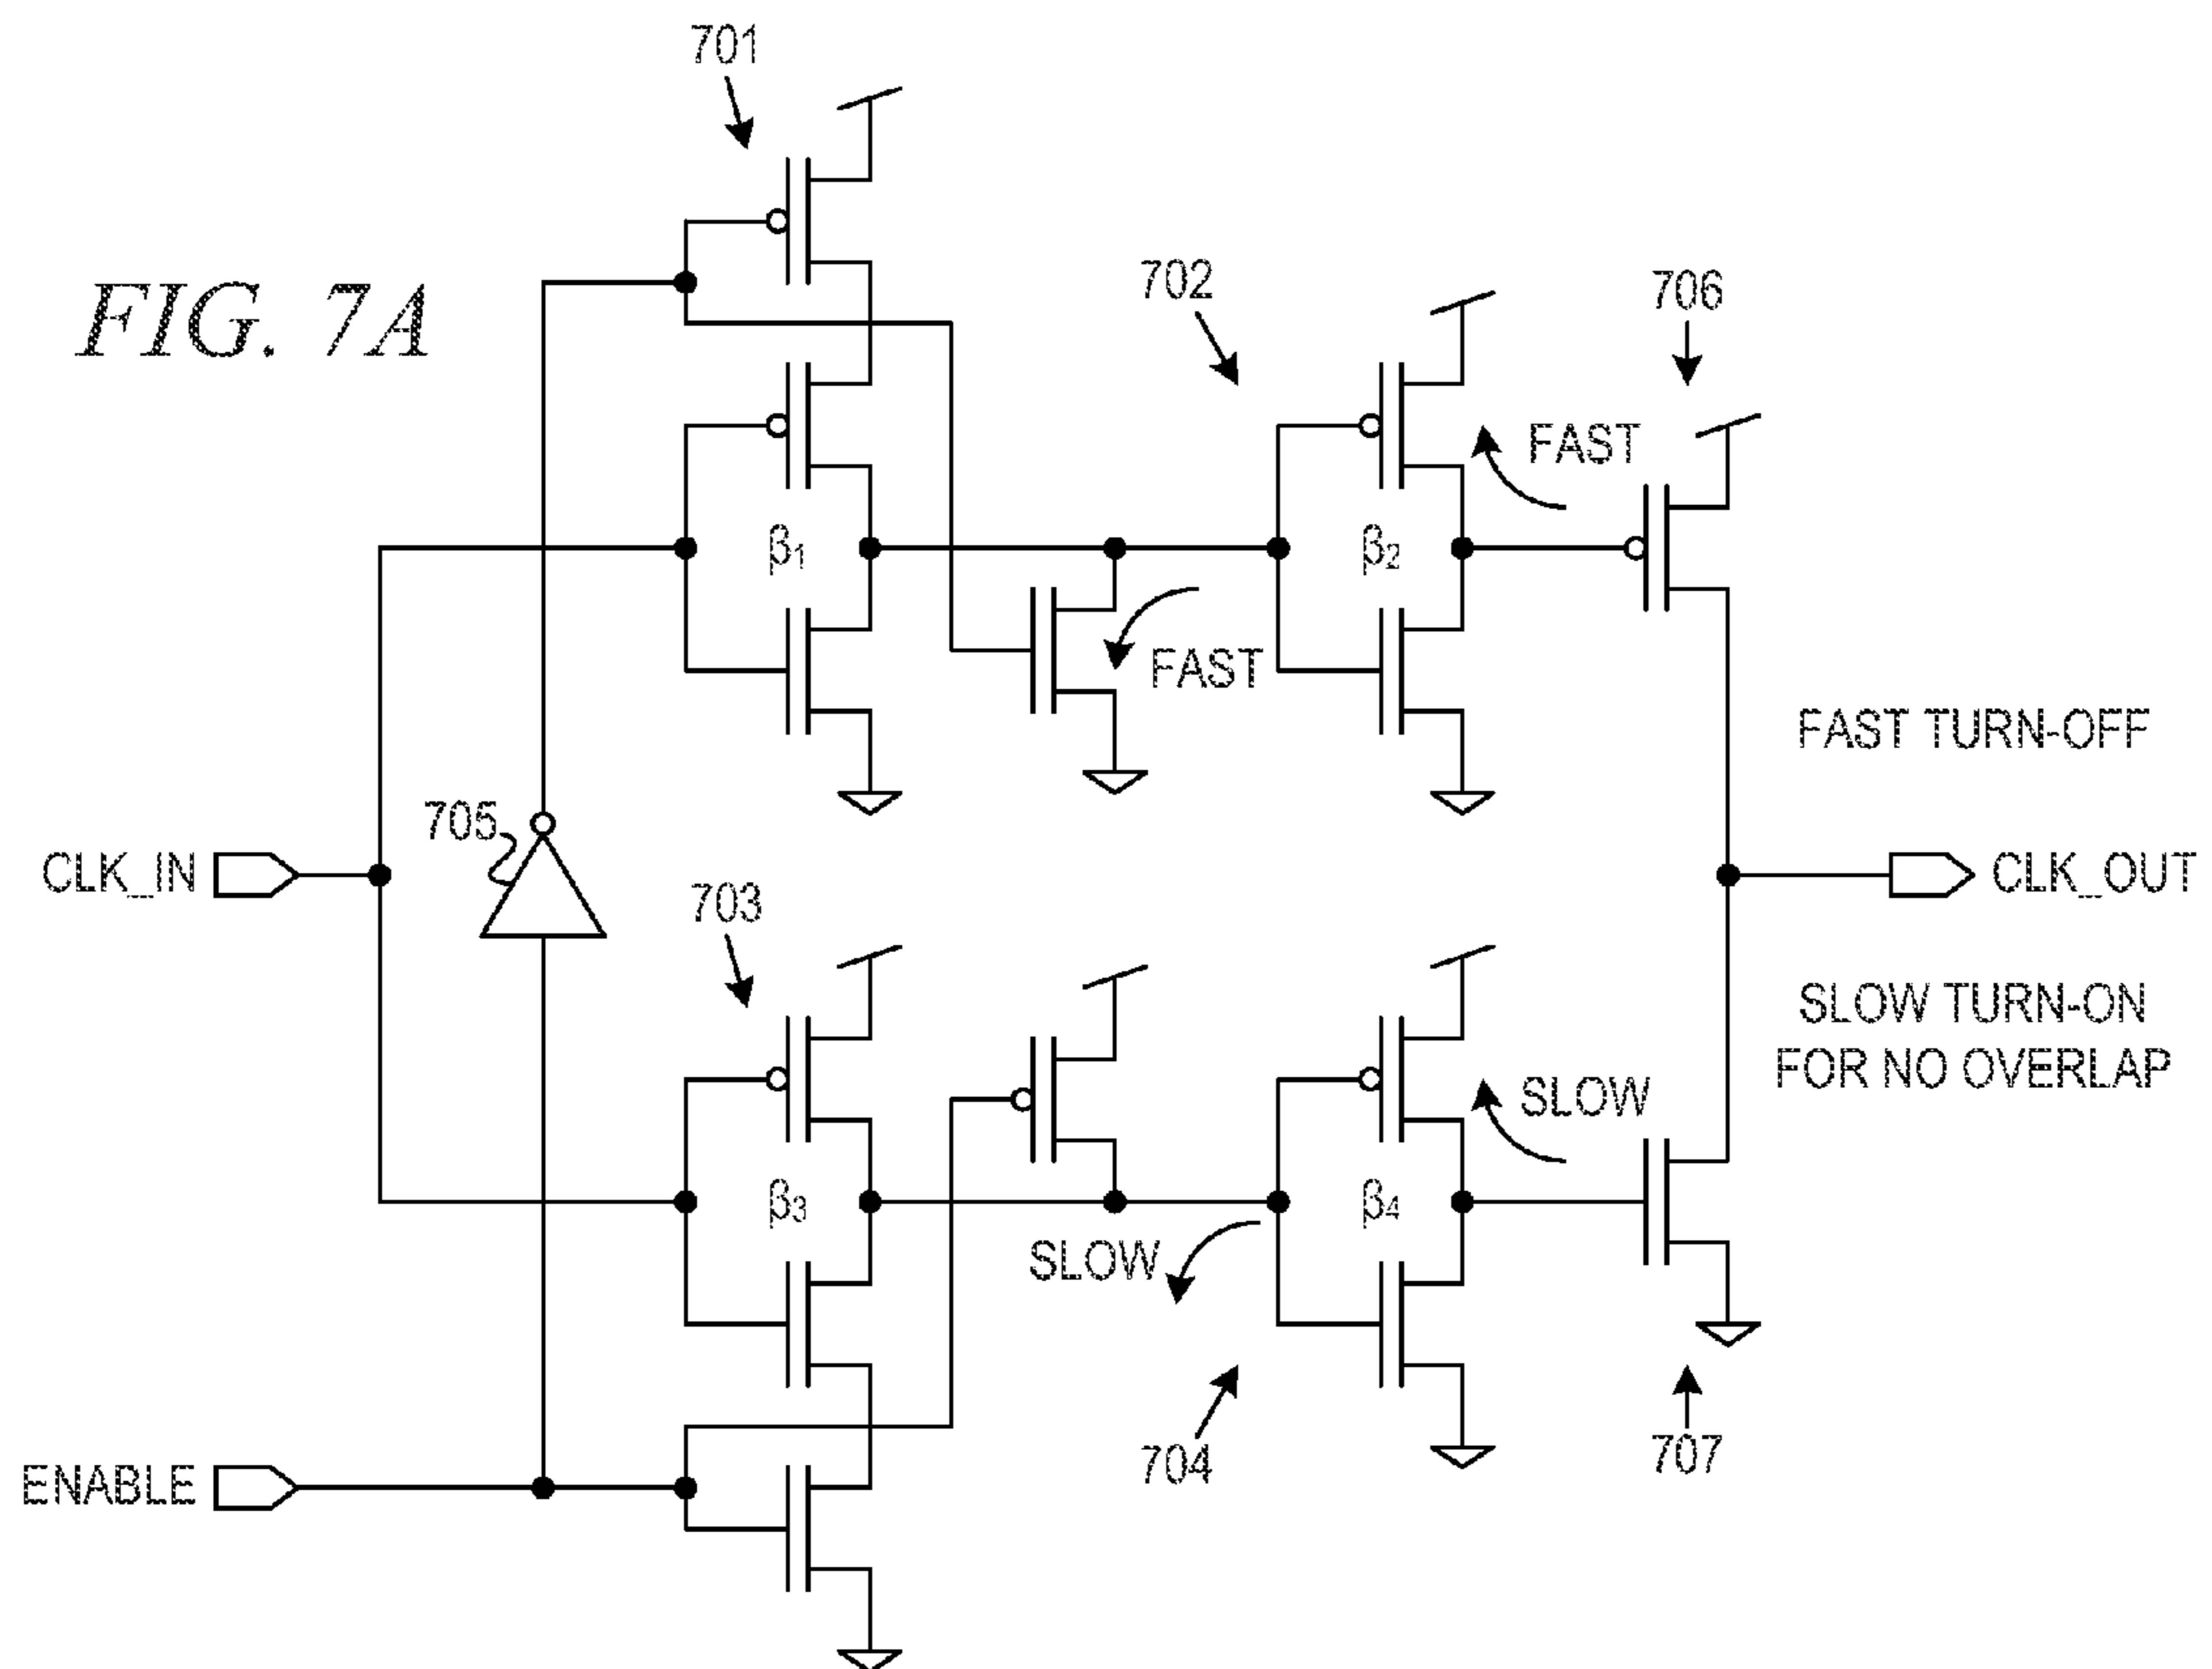 701
FIG. 7A
702
706
FAST
β1
β2
FAST
FAST TURN-OFF
705
CLK_IN
CLK_OUT
703
SLOW TURN-ON
FOR NO OVERLAP
SLOW
β3
β4
SLOW
704
707
ENABLE